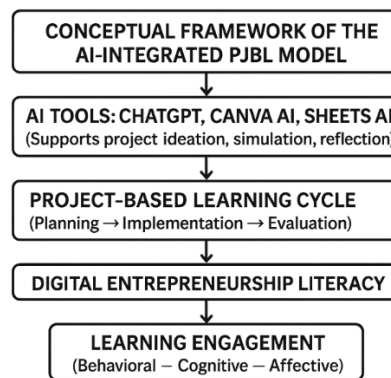 CONCEPTUAL FRAMEWORK OF THE
AI-INTEGRATED PJBL MODEL
AI TOOLS: CHATGPT, CANVA AI, SHEETS AI
(Supports project ideation, simulation, reflection)
PROJECT–BASED LEARNING CYCLE
(Planning → Implementation → Evaluation)
DIGITAL ENTREPRENEURSHIP LITERACY
LEARNING ENGAGEMENT
(Behavioral – Cognitive – Affective)